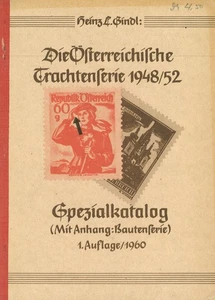 Heinz L. Gindl:
Die Österreichische
Trachtenserie 1948/52
60
g
Republik Österreich
Spezialkatalog
(Mit Anhang: Bautenserie)
1. Auflage/1960